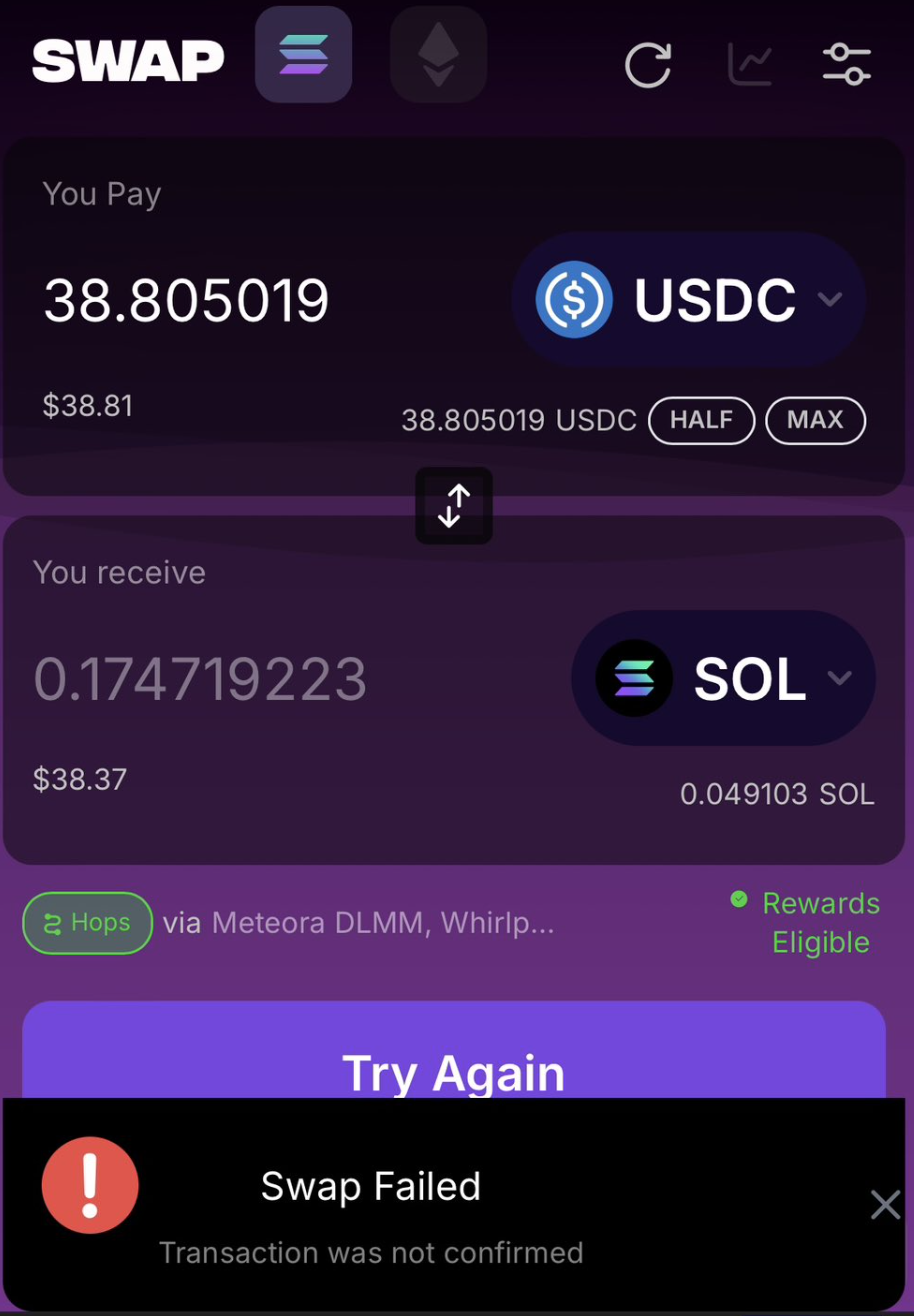 SWAP
You Pay
38.805019 USDC
$38.81 38.805019 USDC HALF MAX
You receive
0.174719223 SOL
$38.37 0.049103 SOL
Hops via Meteora DLMM, Whirlp...
Rewards
Eligible
Try Again
Swap Failed
Transaction was not confirmed